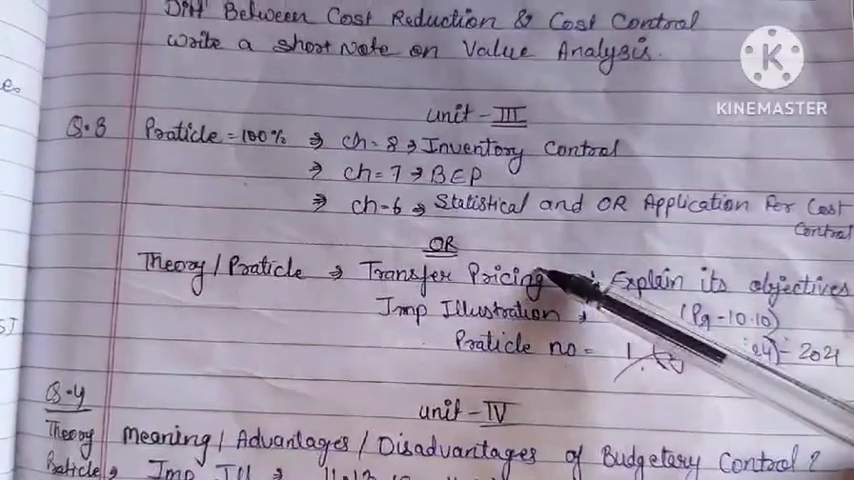 Diff Between Cost Reduction & Cost Control
Write a short Note on Value Analysis.
K
KINEMASTER
unit - III
Q.3 Praticle = 100% ⇒ ch = 8 → Inventory Control
⇒ ch = 7 → BEP
⇒ ch - 6 → Statistical and OR Application For Cost
Control
OR
Theory / Praticle → Transfer Pricing Explain its objectives
Imp Illustration → (Pg - 10.10)
Praticle no = 24) - 2021
Q-4
unit - IV
Theory Meaning / Advantages / Disadvantages of Budgetary Control ?
Praticle → Imp Ill →